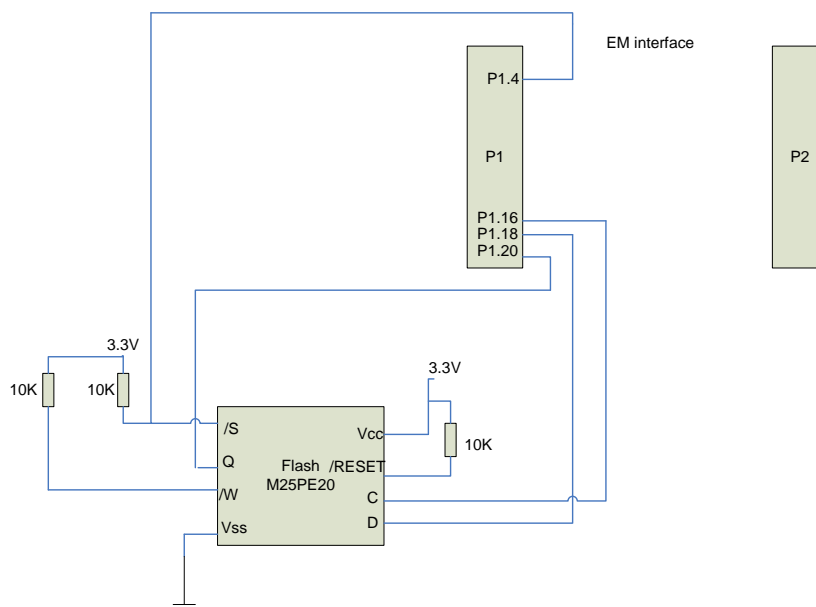 EM interface
P1.4
P1
P2
P1.16
P1.18
P1.20
3.3V
10K
10K
3.3V
10K
/S
Vcc
Q
Flash
/RESET
M25PE20
/W
C
Vss
D